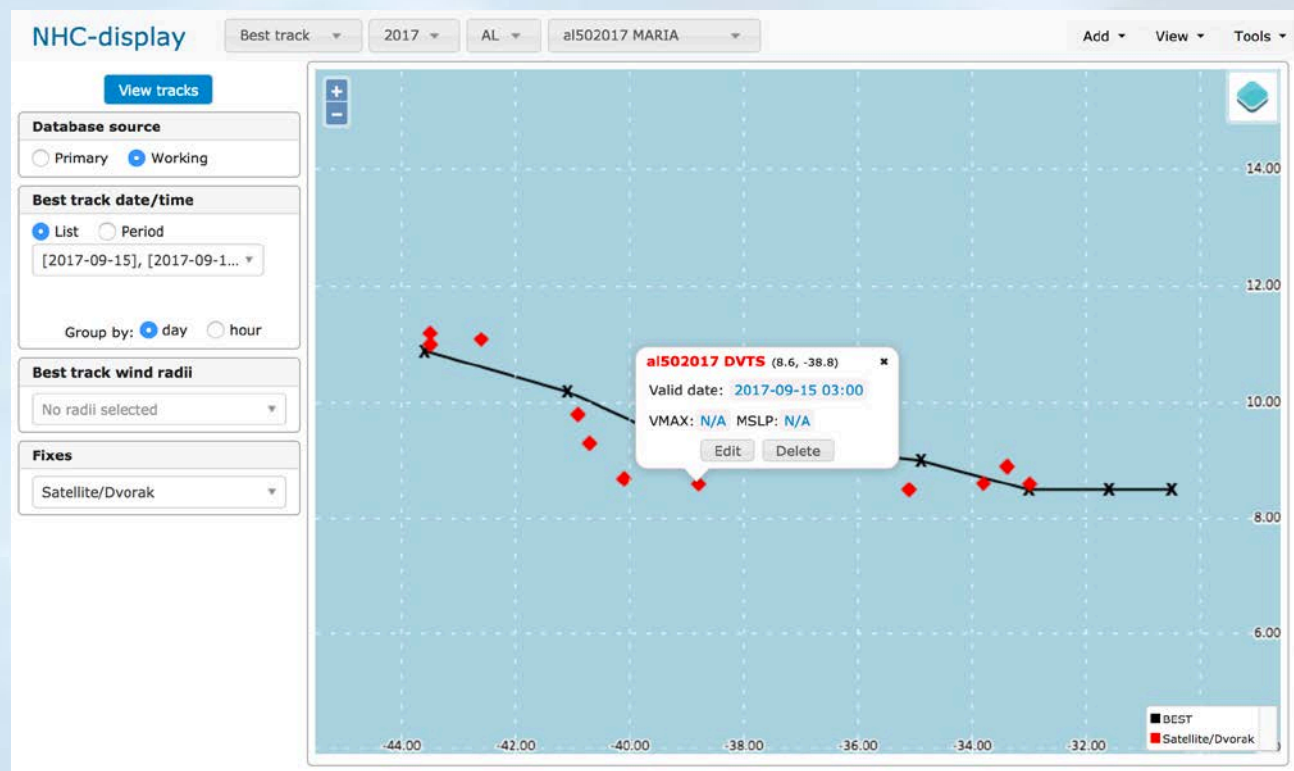 NHC-display
Best track
2017
AL
al502017 MARIA
Add
View
Tools
View tracks
Database source
Primary
Working
Best track date/time
List
Period
[2017-09-15], [2017-09-1...
Group by:
day
hour
Best track wind radii
No radii selected
Fixes
Satellite/Dvorak
+
−
14.00
12.00
10.00
8.00
6.00
al502017 DVTS (8.6, -38.8)
Valid date: 2017-09-15 03:00
VMAX: N/A MSLP: N/A
Edit
Delete
-44.00
-42.00
-40.00
-38.00
-36.00
-34.00
-32.00
BEST
Satellite/Dvorak